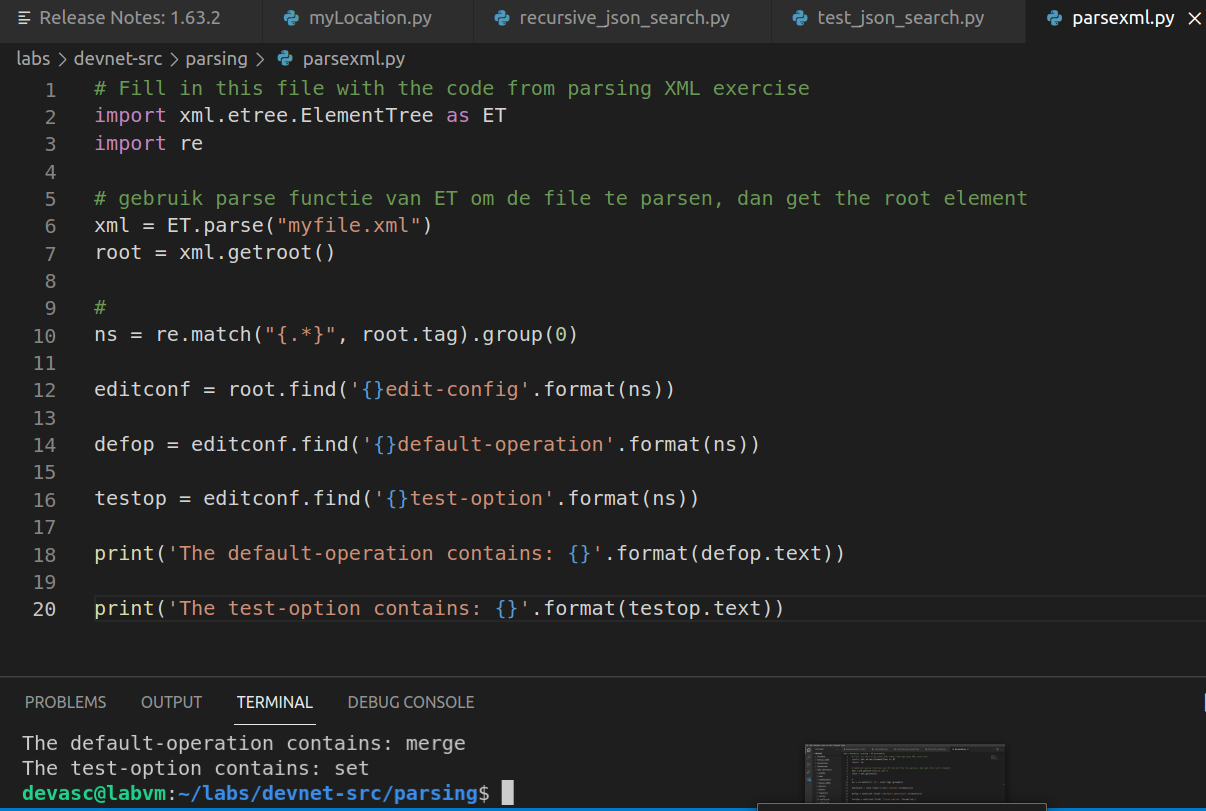 Release Notes: 1.63.2 myLocation.py recursive_json_search.py test_json_search.py parsexml.py
labs > devnet-src > parsing > parsexml.py
1 # Fill in this file with the code from parsing XML exercise
2 import xml.etree.ElementTree as ET
3 import re
4
5 # gebruik parse functie van ET om de file te parsen, dan get the root element
6 xml = ET.parse("myfile.xml")
7 root = xml.getroot()
8
9 #
10 ns = re.match("{.*}", root.tag).group(0)
11
12 editconf = root.find('{}edit-config'.format(ns))
13
14 defop = editconf.find('{}default-operation'.format(ns))
15
16 testop = editconf.find('{}test-option'.format(ns))
17
18 print('The default-operation contains: {}'.format(defop.text))
19
20 print('The test-option contains: {}'.format(testop.text))
PROBLEMS OUTPUT TERMINAL DEBUG CONSOLE
The default-operation contains: merge
The test-option contains: set
devasc@labvm:~/labs/devnet-src/parsing$